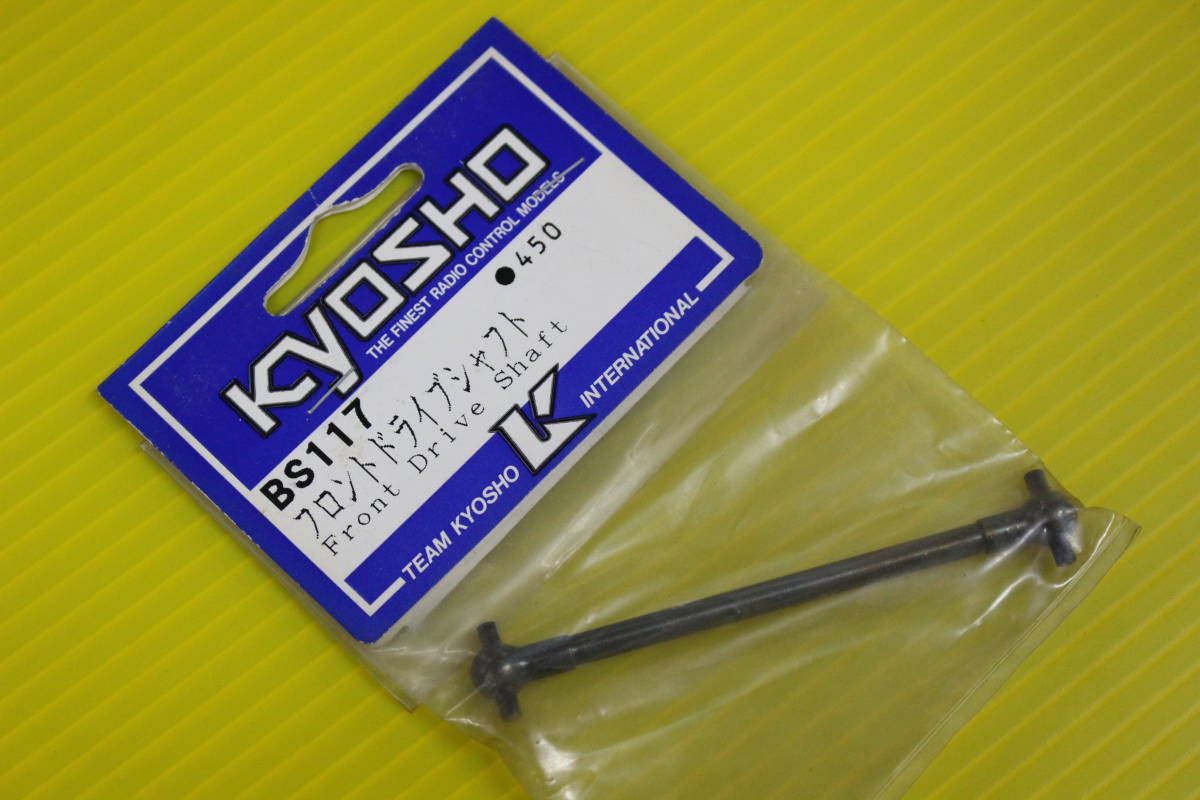 KYOSHO
THE FINEST RADIO CONTROL MODELS
●450
BS117
フロントドライブシャフト
Front Drive Shaft
TEAM KYOSHO K INTERNATIONAL